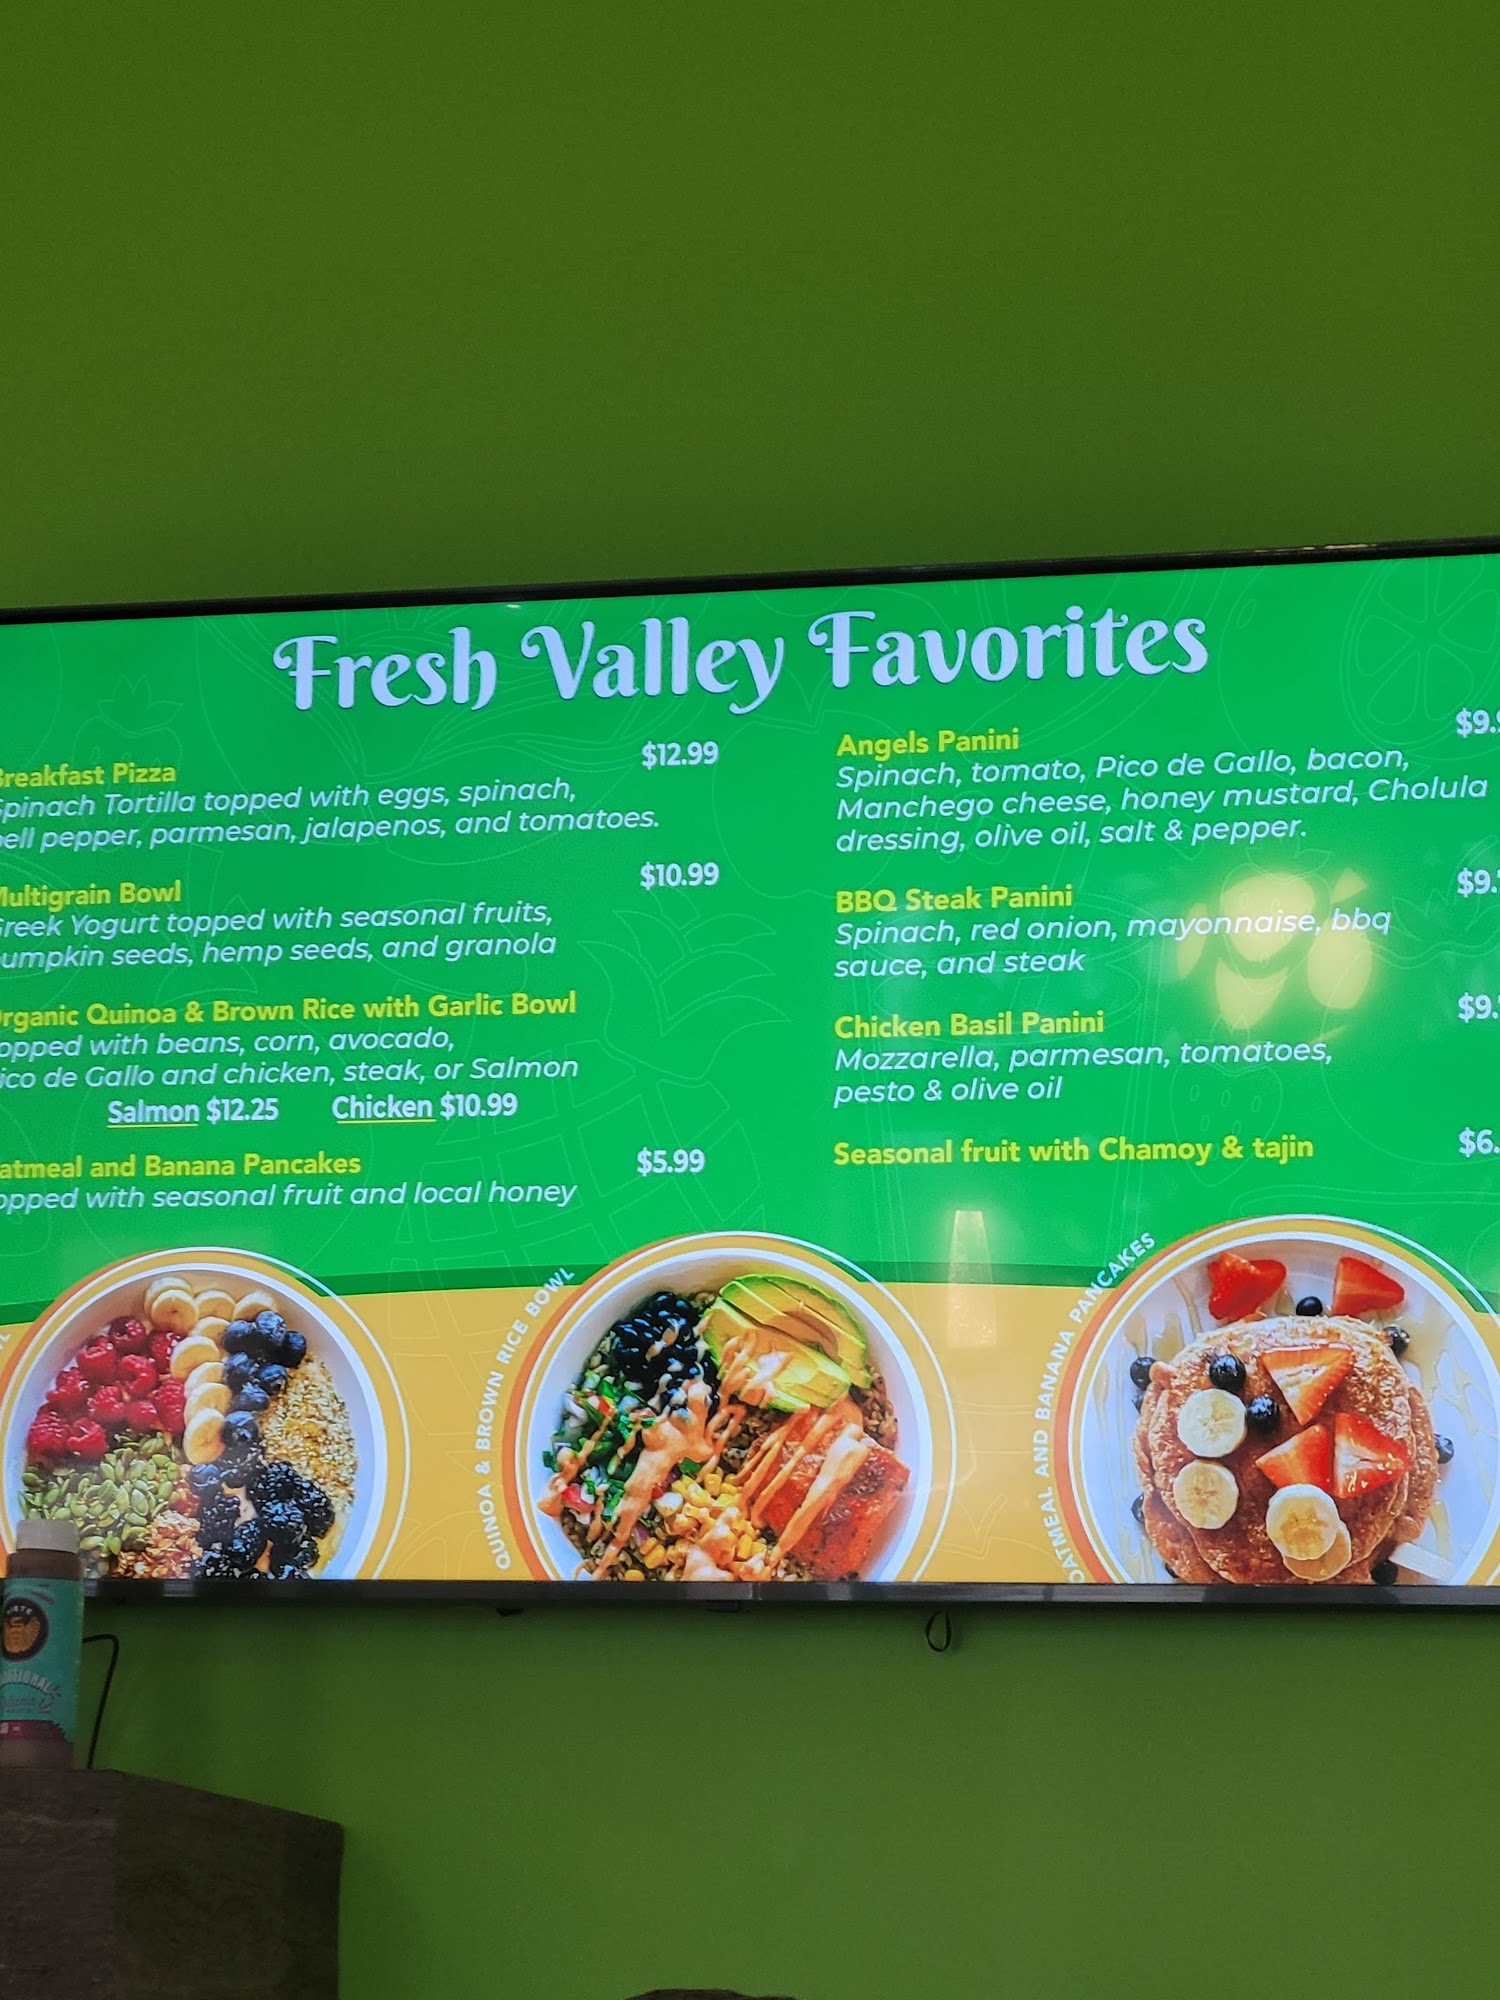 Fresh Valley Favorites
Breakfast Pizza $12.99
Spinach Tortilla topped with eggs, spinach,
bell pepper, parmesan, jalapenos, and tomatoes.
Multigrain Bowl $10.99
Greek Yogurt topped with seasonal fruits,
pumpkin seeds, hemp seeds, and granola
Organic Quinoa & Brown Rice with Garlic Bowl
topped with beans, corn, avocado,
Pico de Gallo and chicken, steak, or Salmon
Salmon $12.25 Chicken $10.99
Oatmeal and Banana Pancakes $5.99
topped with seasonal fruit and local honey
Angels Panini $9.
Spinach, tomato, Pico de Gallo, bacon,
Manchego cheese, honey mustard, Cholula
dressing, olive oil, salt & pepper.
BBQ Steak Panini $9.
Spinach, red onion, mayonnaise, bbq
sauce, and steak
Chicken Basil Panini $9.
Mozzarella, parmesan, tomatoes,
pesto & olive oil
Seasonal fruit with Chamoy & tajin $6.
QUINOA & BROWN RICE BOWL
OATMEAL AND BANANA PANCAKES